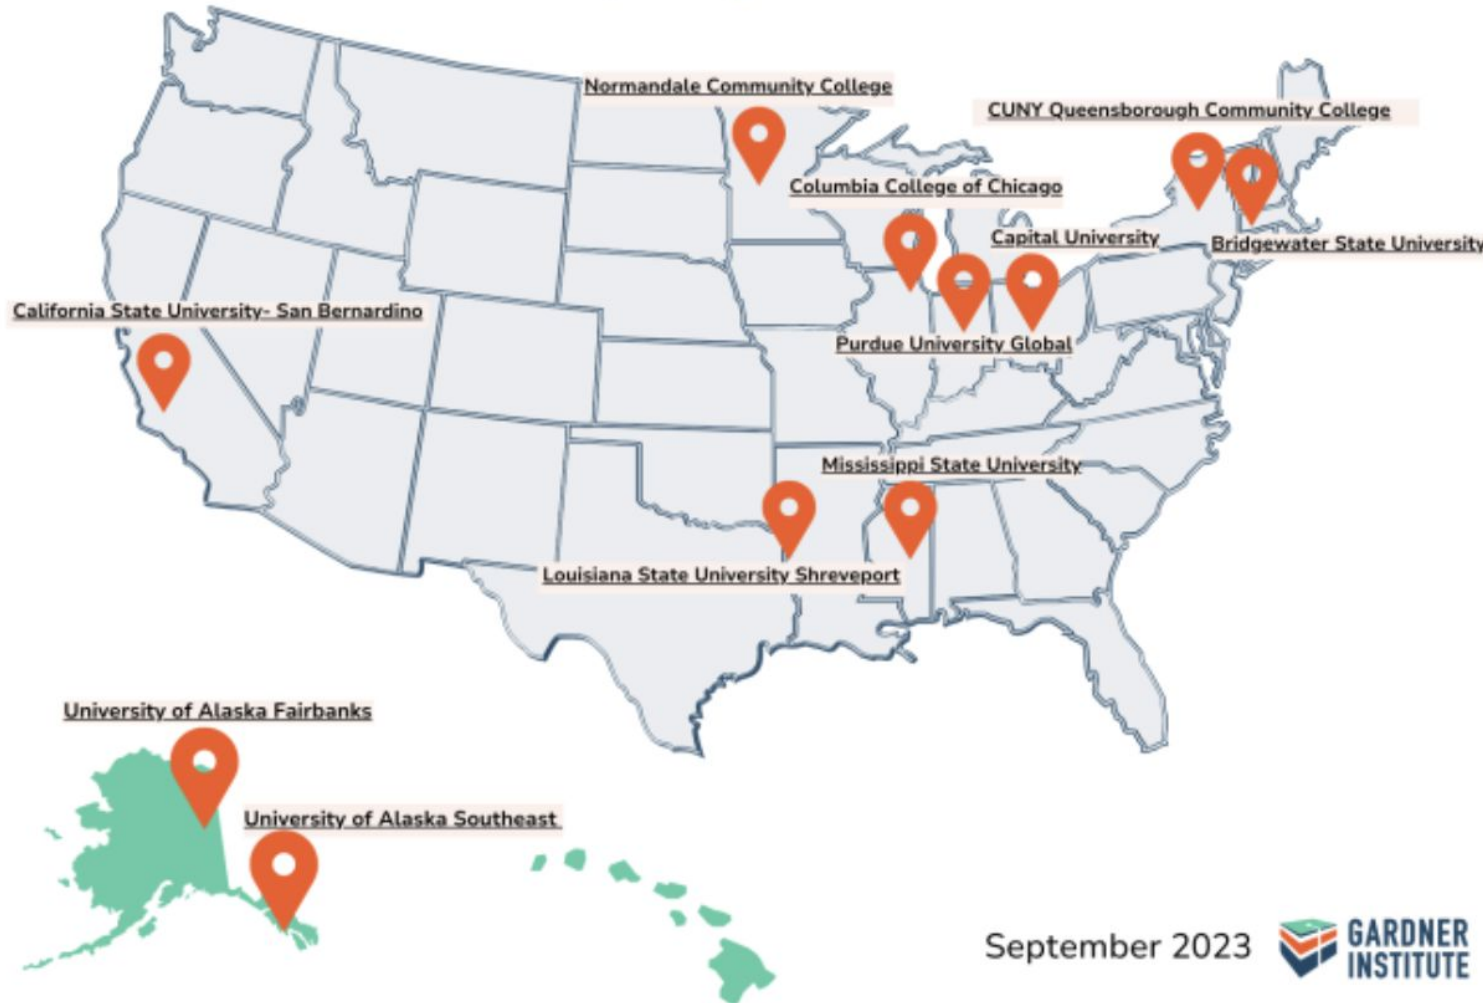 Normandale Community College
CUNY Queensborough Community College
Columbia College of Chicago
Capital University
Bridgewater State University
California State University- San Bernardino
Purdue University Global
Mississippi State University
Louisiana State University Shreveport
University of Alaska Fairbanks
University of Alaska Southeast
September 2023
GARDNER
INSTITUTE